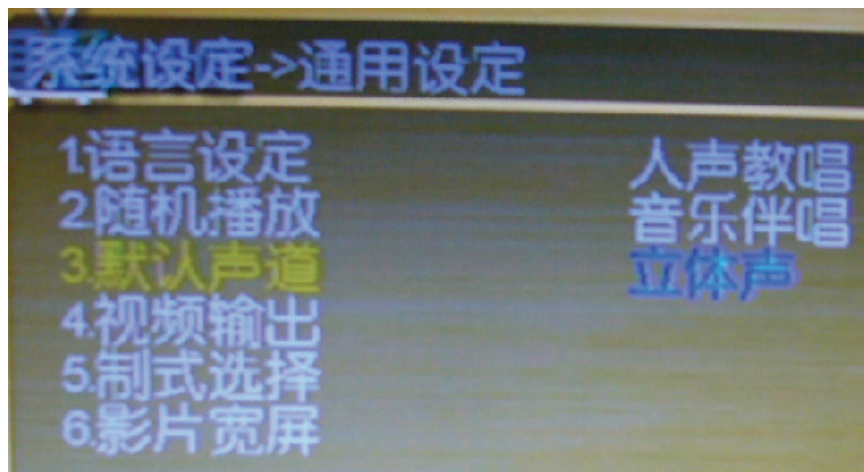 系统设定->通用设定
1.语言设定
2.随机播放
3.默认声道
4.视频输出
5.制式选择
6.影片宽屏
人声教唱
音乐伴唱
立体声